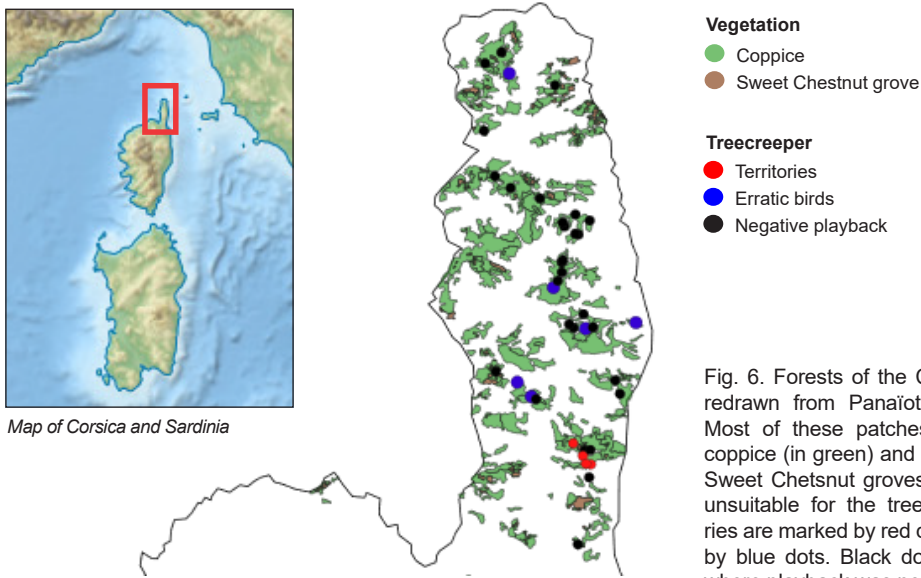 Vegetation
Coppice
Sweet Chestnut grove
Treecreeper
Territories
Erratic birds
Negative playback
Map of Corsica and Sardinia
Fig. 6. Forests of the
redrawn from Panaïot
Most of these patches
coppice (in green) and
Sweet Chetsnut groves
unsuitable for the tree
ries are marked by red
by blue dots. Black